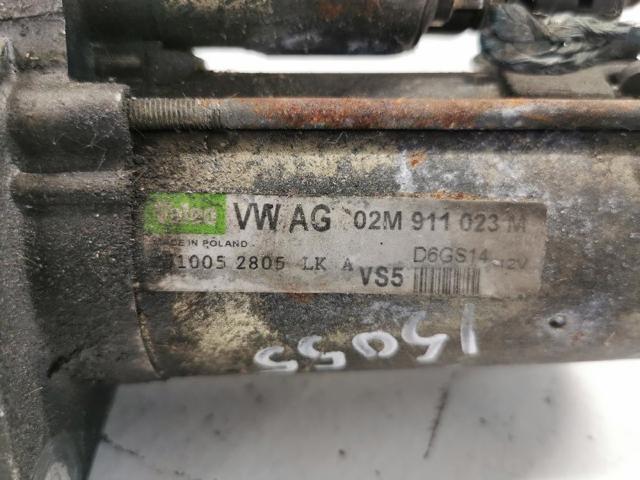 Valeo VW AG 02M 911 023 M
MADE IN POLAND
1005 2805 LK A VS5 D6GS14 12V
15055